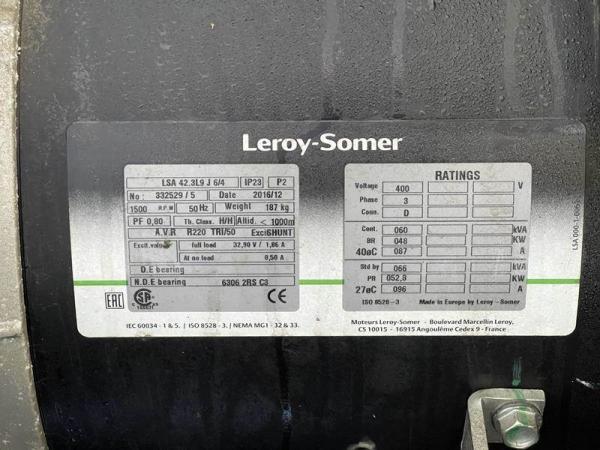 Leroy-Somer
LSA 42.3L9 J 6/4 IP23 P2
No : 332529 / 5 Date 2016/12
1500 R.P.M 50 Hz Weight 187 kg
PF 0,80 Th. Class. H/H Altid. < 1000m
A.V.R R220 TRI/50 Excit SHUNT
Excit.values full load 32,90 V / 1,86 A
At no load 0,50 A
D.E bearing
N.D.E bearing 6306 2RS C3
EAC SA CE
IEC 60034 - 1 & 5. / ISO 8528 - 3. / NEMA MG1 - 32 & 33.
RATINGS
Voltage 400 V
Phase 3
Conn. D
Cont. 060 kVA
BR 048 KW
40øC 087 A
Std by 066 kVA
PR 052,8 KW
27øC 096 A
ISO 8528 - 3 Made in Europe by Leroy - Somer
Moteurs Leroy-Somer - Boulevard Marcellin Leroy,
CS 10015 - 16915 Angoulême Cedex 9 - France